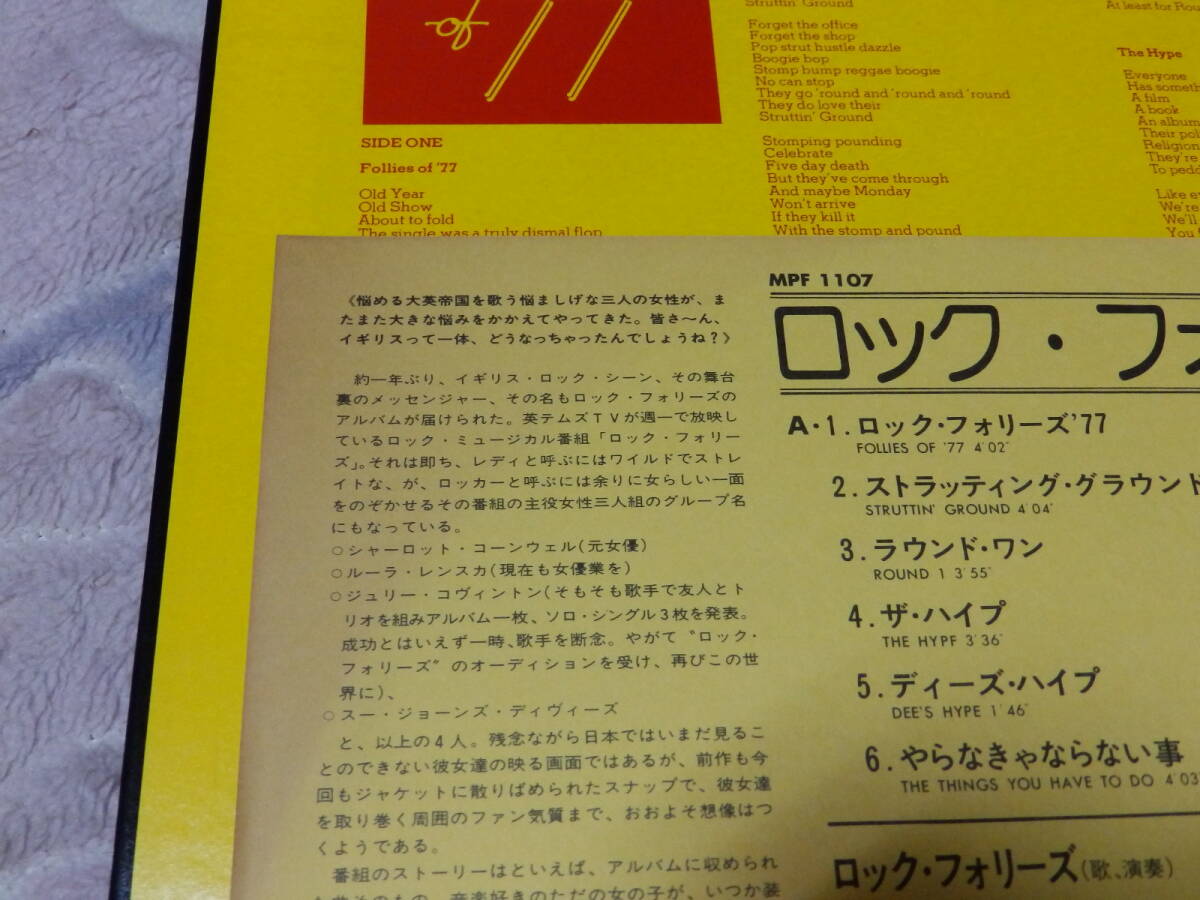 SIDE ONE
Follies of '77
Old Year
Old Show
About to fold
The single was a truly dismal flop
Struttin' Ground
Forget the office
Forget the shop
Pop strut hustle dazzle
Boogie bop
Stomp bump reggae boogie
No can stop
They go 'round and 'round and 'round
They do love their
Struttin' Ground
Stomping pounding
Celebrate
Five day death
But they've come through
And maybe Monday
Won't arrive
If they kill it
With the stomp and pound
At least for
The Hype
Everyone
Has
A film
A book
An album
Their
Religion
They're
To
Like
We're
We'll
You
《悩める大英帝国を歌う悩ましげな三人の女性が、ま
たまた大きな悩みをかかえてやってきた。皆さ〜ん、
イギリスって一体、どうなっちゃったんでしょうね？》
約一年ぶり、イギリス・ロック・シーン、その舞台
裏のメッセンジャー、その名もロック・フォリーズの
アルバムが届けられた。英テムズTVが週一で放映し
ているロック・ミュージカル番組「ロック・フォリー
ズ」。それは即ち、レディと呼ぶにはワイルドでストレ
イトな、が、ロッカーと呼ぶには余りに女らしい一面
をのぞかせるその番組の主役女性三人組のグループ名
にもなっている。
○シャーロット・コーンウェル(元女優)
○ルーラ・レンスカ(現在も女優業を)
○ジュリー・コヴィントン(そもそも歌手で友人とト
リオを組みアルバム一枚、ソロ・シングル3枚を発表。
成功とはいえず一時、歌手を断念。やがて〝ロック・
フォリーズ〟のオーディションを受け、再びこの世
界に)、
○スー・ジョーンズ・ディヴィーズ
と、以上の4人。残念ながら日本ではいまだ見るこ
とのできない彼女達の映る画面ではあるが、前作も今
回もジャケットに散りばめられたスナップで、彼女達
を取り巻く周囲のファン気質まで、おおよそ想像はつ
くようである。
番組のストーリーはといえば、アルバムに収められ
た曲そのもの。音楽好きのただの女の子が、いつか装
MPF 1107
ロック・フォ
A・1.ロック・フォリーズ'77
FOLLIES OF '77 4'02"
2.ストラッティング・グラウンド
STRUTTIN' GROUND 4'04"
3.ラウンド・ワン
ROUND 1 3'55"
4.ザ・ハイプ
THE HYPF 3'36"
5.ディーズ・ハイプ
DEE'S HYPE 1'46"
6.やらなきゃならない事
THE THINGS YOU HAVE TO DO 4'03"
ロック・フォリーズ(歌、演奏)